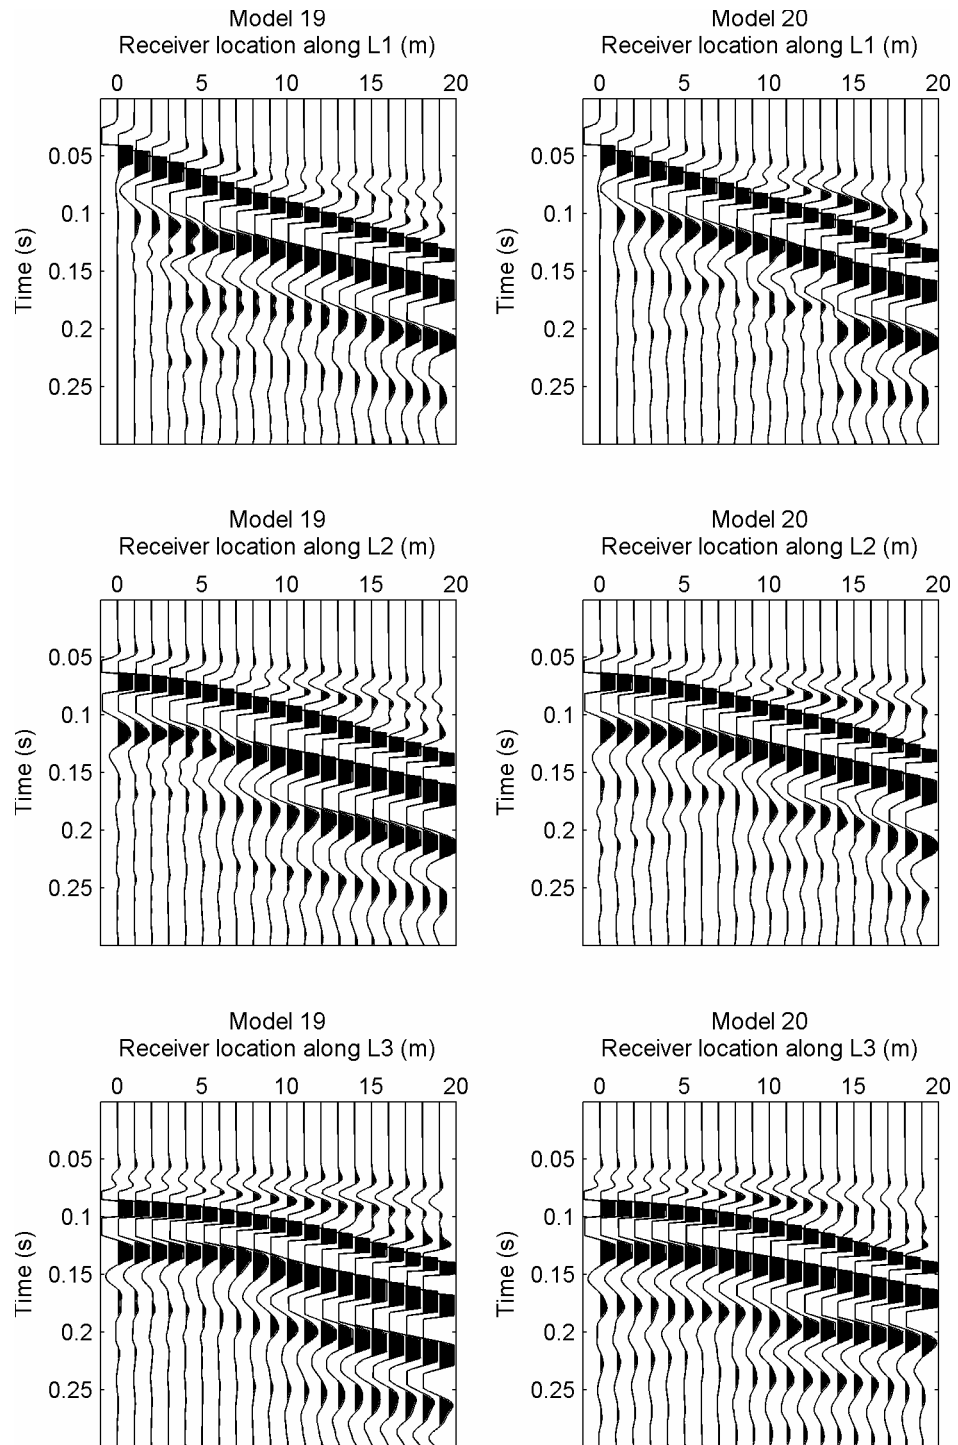 Model 19
Receiver location along L1 (m)
0 5 10 15 20
0.05
0.1
0.15
0.2
0.25
Time (s)
Model 20
Receiver location along L1 (m)
0 5 10 15 20
0.05
0.1
0.15
0.2
0.25
Time (s)
Model 19
Receiver location along L2 (m)
0 5 10 15 20
0.05
0.1
0.15
0.2
0.25
Time (s)
Model 20
Receiver location along L2 (m)
0 5 10 15 20
0.05
0.1
0.15
0.2
0.25
Time (s)
Model 19
Receiver location along L3 (m)
0 5 10 15 20
0.05
0.1
0.15
0.2
0.25
Time (s)
Model 20
Receiver location along L3 (m)
0 5 10 15 20
0.05
0.1
0.15
0.2
0.25
Time (s)